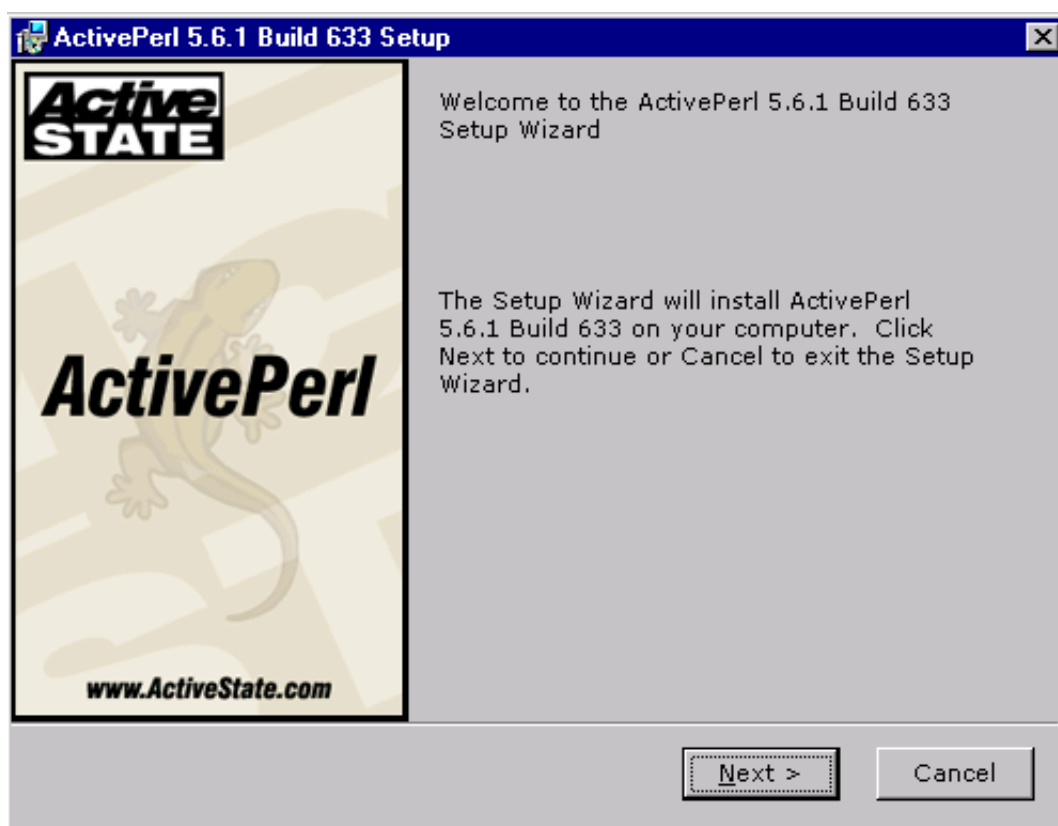 ActivePerl 5.6.1 Build 633 Setup
Active
STATE
Welcome to the ActivePerl 5.6.1 Build 633
Setup Wizard
The Setup Wizard will install ActivePerl
5.6.1 Build 633 on your computer.  Click
Next to continue or Cancel to exit the Setup
Wizard.
ActivePerl
www.ActiveState.com
Next >
Cancel